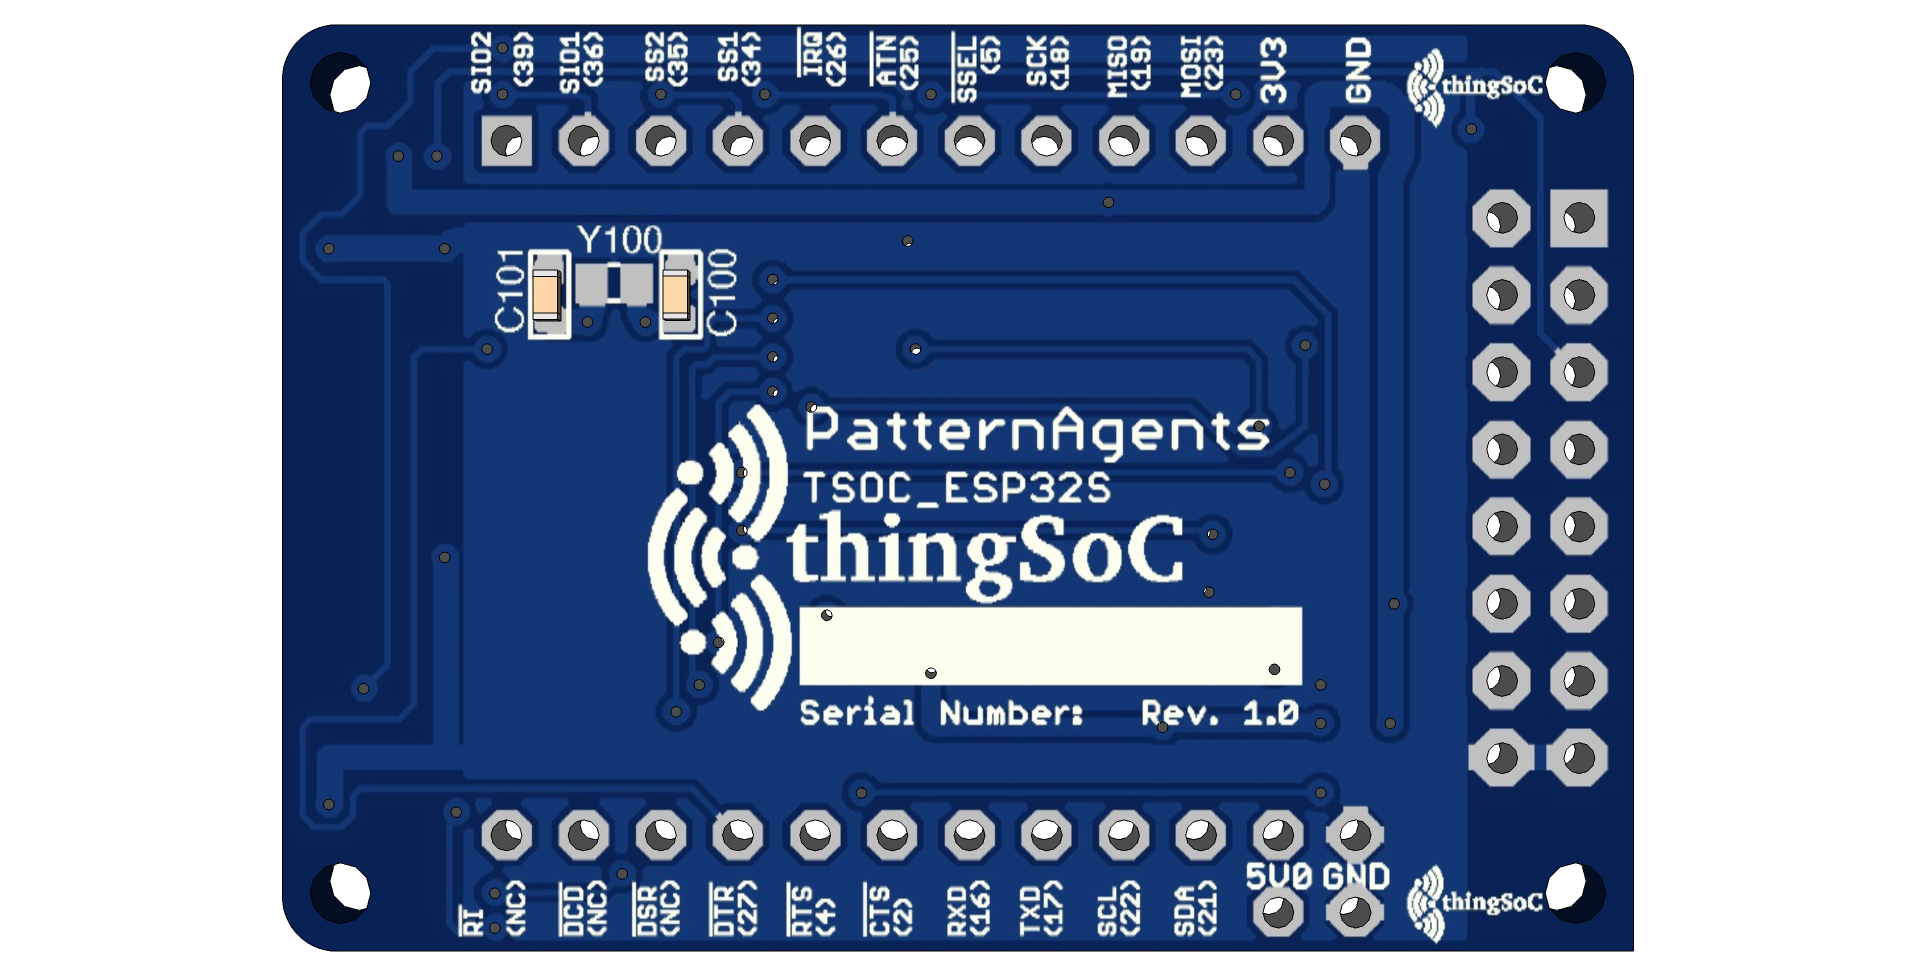 SIO2 (39)
SIO1 (36)
SS2 (35)
SS1 (34)
IRQ (26)
ATN (25)
SSEL (5)
SCK (18)
MISO (19)
MOSI (23)
3V3
GND
thingSoC
Y100
C101
C100
PatternAgents
TSOC_ESP32S
thingSoC
Serial Number: Rev. 1.0
5V0 GND
RI (NC)
DCD (NC)
DSR (NC)
DTR (27)
RTS (4)
CTS (2)
RXD (16)
TXD (17)
SCL (22)
SDA (21)
thingSoC